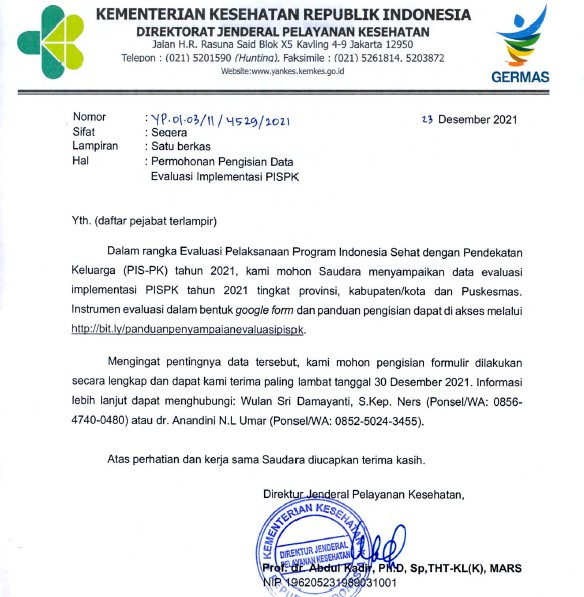 KEMENTERIAN KESEHATAN REPUBLIK INDONESIA
DIREKTORAT JENDERAL PELAYANAN KESEHATAN
Jalan H.R. Rasuna Said Blok X5 Kavling 4-9 Jakarta 12950
Telepon : (021) 5201590 (Hunting), Faksimile : (021) 5261814, 5203872
Website:www.yankes.kemkes.go.id
GERMAS
Nomor : YP.01.03/11/4529/2021 23 Desember 2021
Sifat : Segera
Lampiran : Satu berkas
Hal : Permohonan Pengisian Data
Evaluasi Implementasi PISPK
Yth. (daftar pejabat terlampir)
Dalam rangka Evaluasi Pelaksanaan Program Indonesia Sehat dengan Pendekatan
Keluarga (PIS-PK) tahun 2021, kami mohon Saudara menyampaikan data evaluasi
implementasi PISPK tahun 2021 tingkat provinsi, kabupaten/kota dan Puskesmas.
Instrumen evaluasi dalam bentuk google form dan panduan pengisian dapat di akses melalui
http://bit.ly/panduanpenyampaianevaluasipispk.
Mengingat pentingnya data tersebut, kami mohon pengisian formulir dilakukan
secara lengkap dan dapat kami terima paling lambat tanggal 30 Desember 2021. Informasi
lebih lanjut dapat menghubungi: Wulan Sri Damayanti, S.Kep. Ners (Ponsel/WA: 0856-
4740-0480) atau dr. Anandini N.L Umar (Ponsel/WA: 0852-5024-3455).
Atas perhatian dan kerja sama Saudara diucapkan terima kasih.
Direktur Jenderal Pelayanan Kesehatan,
KEMENTERIAN KESEHATAN
DIREKTUR JENDERAL
PELAYANAN KESEHATAN
Prof. dr. Abdul Kadir, Ph.D, Sp,THT-KL(K), MARS
NIP 196205231989031001